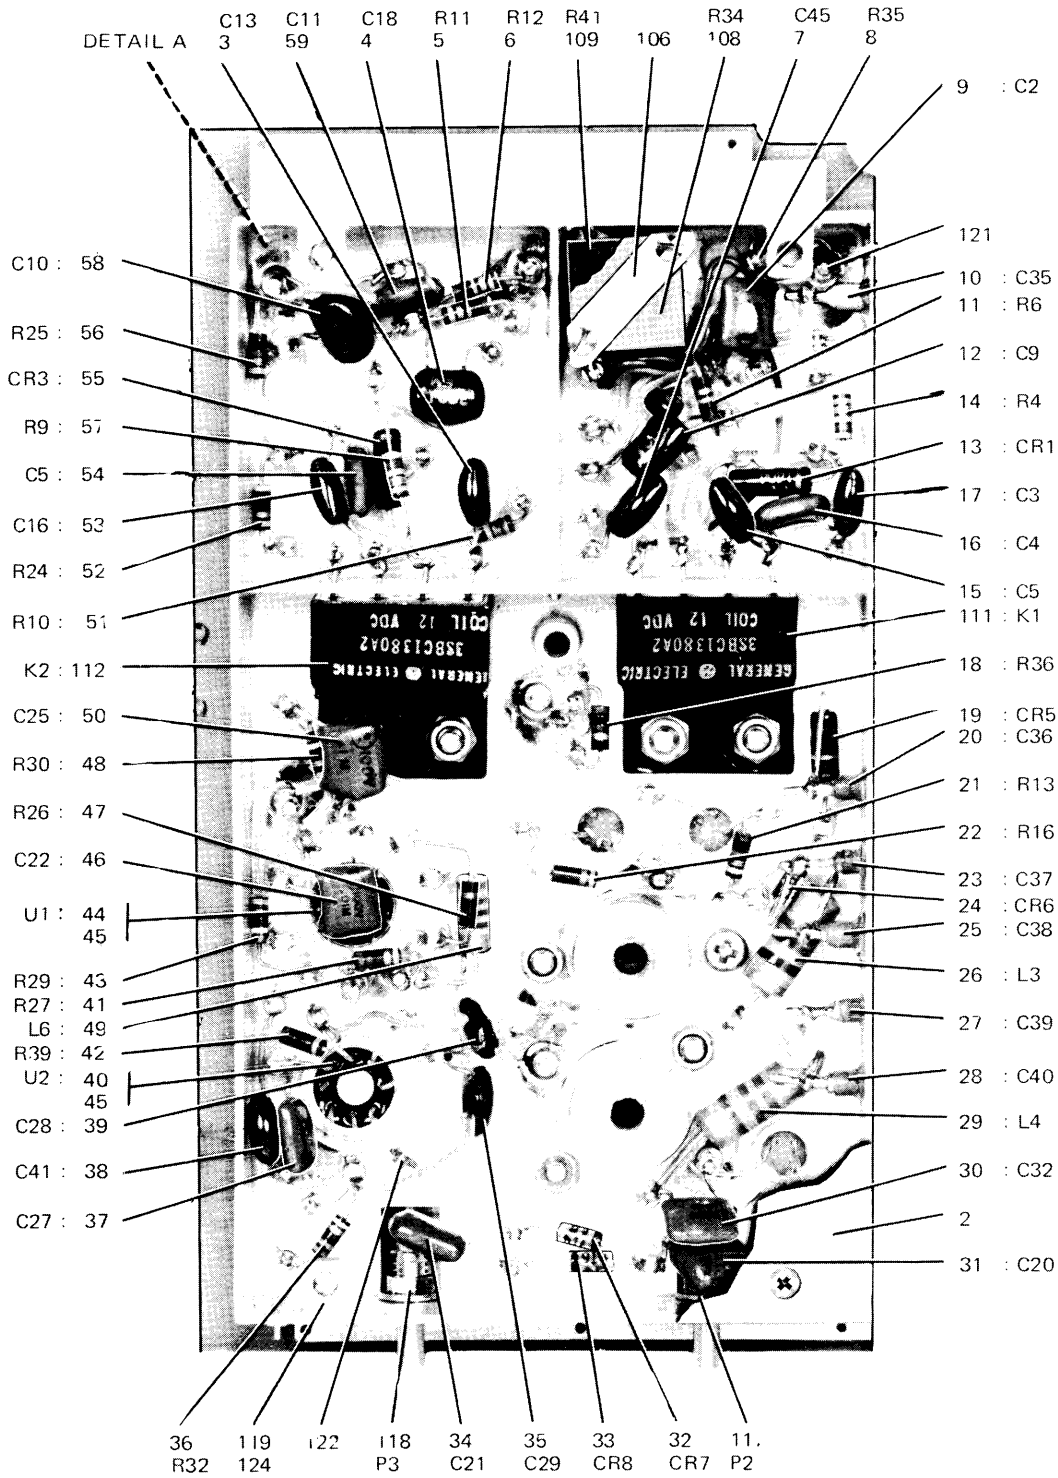 C13 C11 C18 R11 R12 R41 R34 C45 R35
DETAIL A 3 59 4 5 6 109 106 108 7 8
9 : C2
121
C10 : 58
10 : C35
11 : R6
R25 : 56
12 : C9
CR3 : 55
14 : R4
R9 : 57
13 : CR1
C5 : 54
17 : C3
C16 : 53
16 : C4
R24 : 52
15 : C5
R10 : 51
111 : K1
COIL 12 VDC
3SBC1380A2
GENERAL ELECTRIC
COIL 12 VDC
3SBC1380A2
GENERAL ELECTRIC
K2 : 112
18 : R36
C25 : 50
19 : CR5
20 : C36
R30 : 48
21 : R13
R26 : 47
22 : R16
C22 : 46
23 : C37
U1 : 44
45
24 : CR6
25 : C38
R29 : 43
26 : L3
R27 : 41
L6 : 49
27 : C39
R39 : 42
U2 : 40
45
28 : C40
C28 : 39
29 : L4
C41 : 38
30 : C32
C27 : 37
2
31 : C20
36 119 122 118 34 35 33 32 11.
R32 124 P3 C21 C29 CR8 CR7 P2